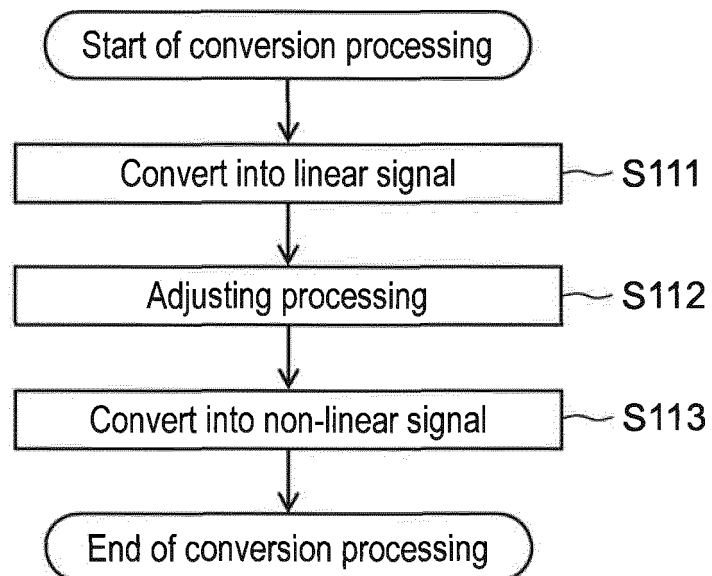 Start of conversion processing
Convert into linear signal
S111
Adjusting processing
S112
Convert into non-linear signal
S113
End of conversion processing